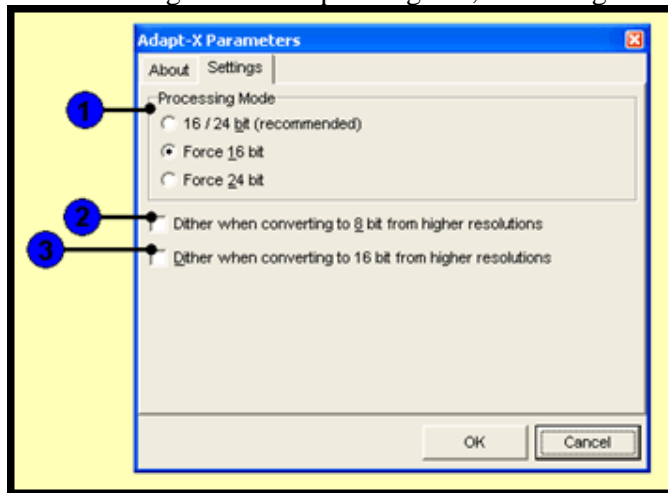 Adapt-X Parameters
About Settings
Processing Mode
1
16 / 24 bit (recommended)
Force 16 bit
Force 24 bit
2
Dither when converting to 8 bit from higher resolutions
3
Dither when converting to 16 bit from higher resolutions
OK Cancel